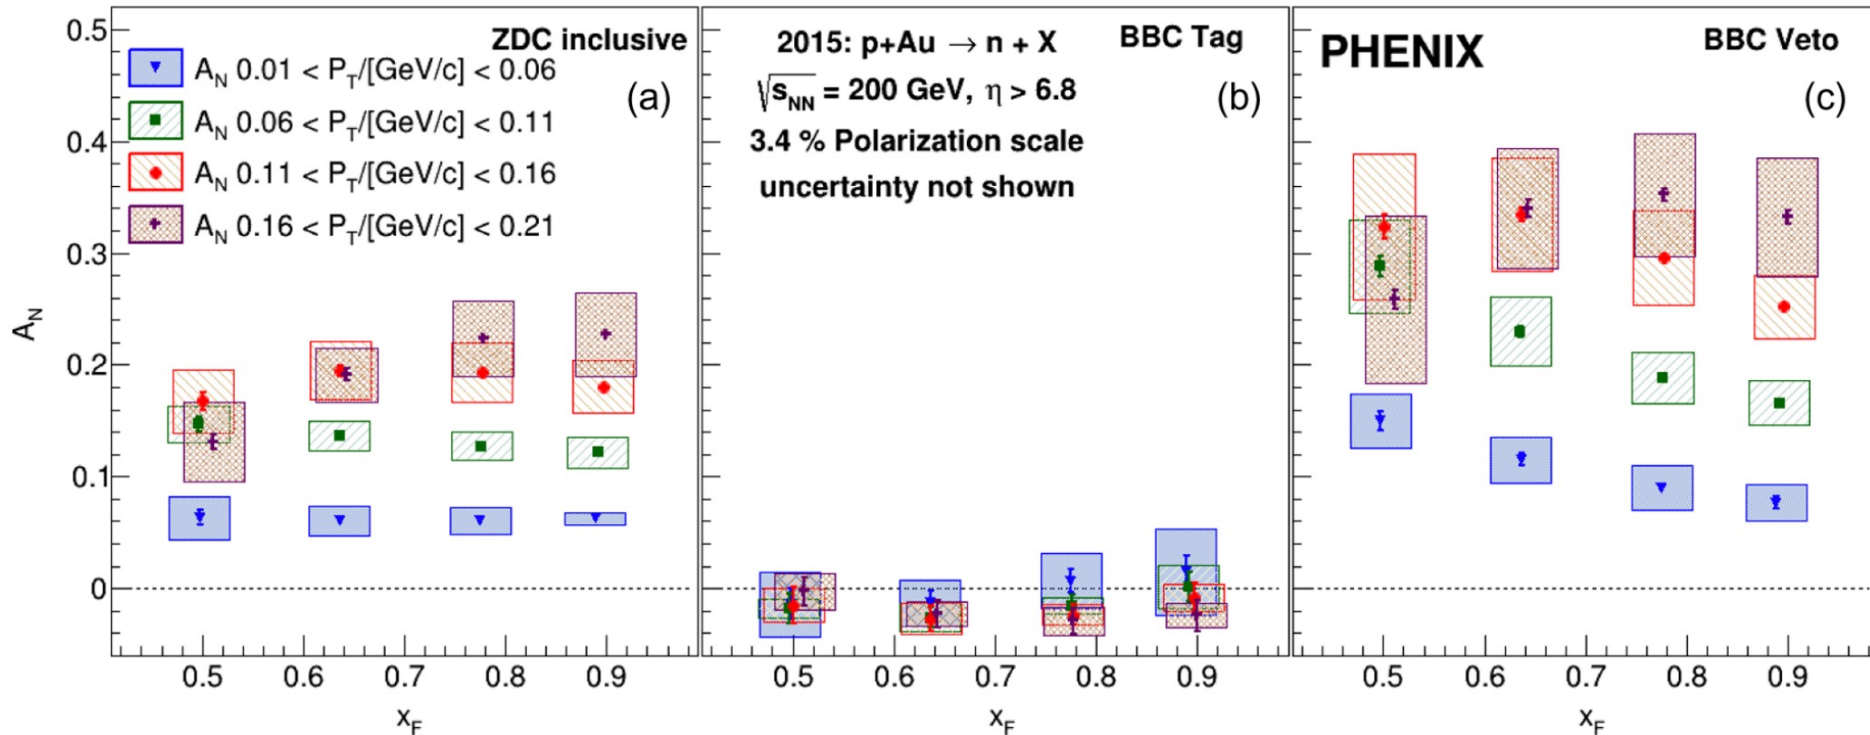 0.5
0.4
0.3
0.2
0.1
0
A_N
ZDC inclusive
(a)
A_N 0.01 < P_T/[GeV/c] < 0.06
A_N 0.06 < P_T/[GeV/c] < 0.11
A_N 0.11 < P_T/[GeV/c] < 0.16
A_N 0.16 < P_T/[GeV/c] < 0.21
0.5 0.6 0.7 0.8 0.9
x_F
BBC Tag
(b)
2015: p+Au → n + X
√s_NN = 200 GeV, η > 6.8
3.4 % Polarization scale
uncertainty not shown
0.5 0.6 0.7 0.8 0.9
x_F
PHENIX
BBC Veto
(c)
0.5 0.6 0.7 0.8 0.9
x_F